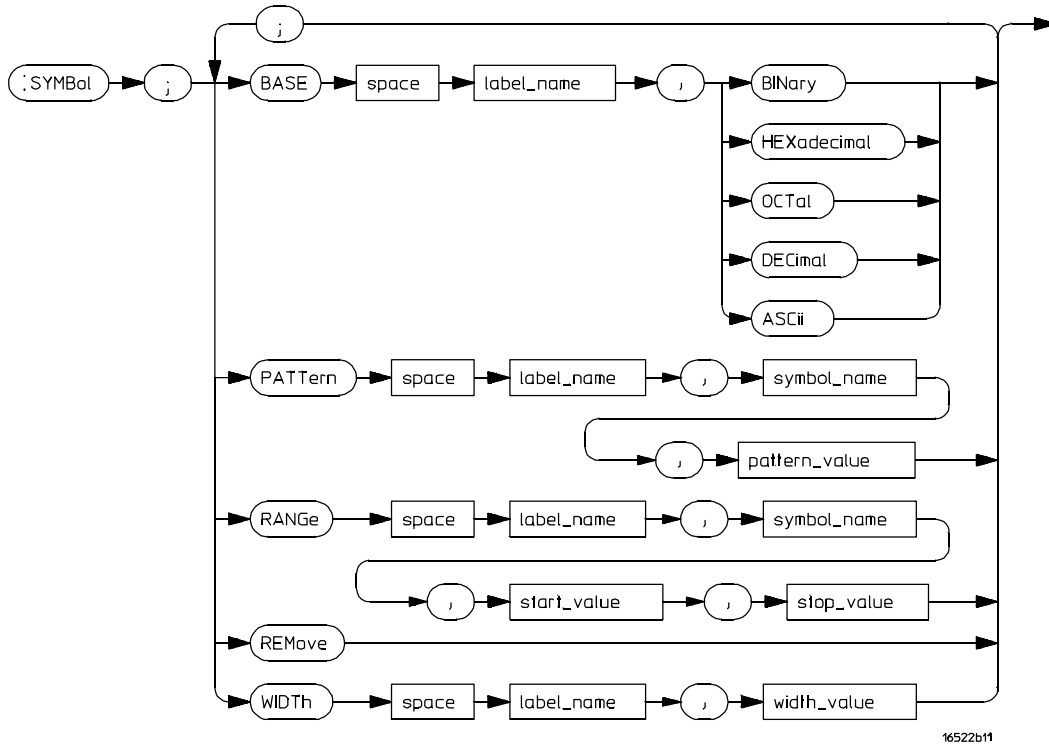 ;
:SYMBol ; BASE space label_name , BINary
HEXadecimal
OCTal
DECimal
ASCii
PATTern space label_name , symbol_name
, pattern_value
RANGe space label_name , symbol_name
, start_value , stop_value
REMove
WIDTh space label_name , width_value
16522b11